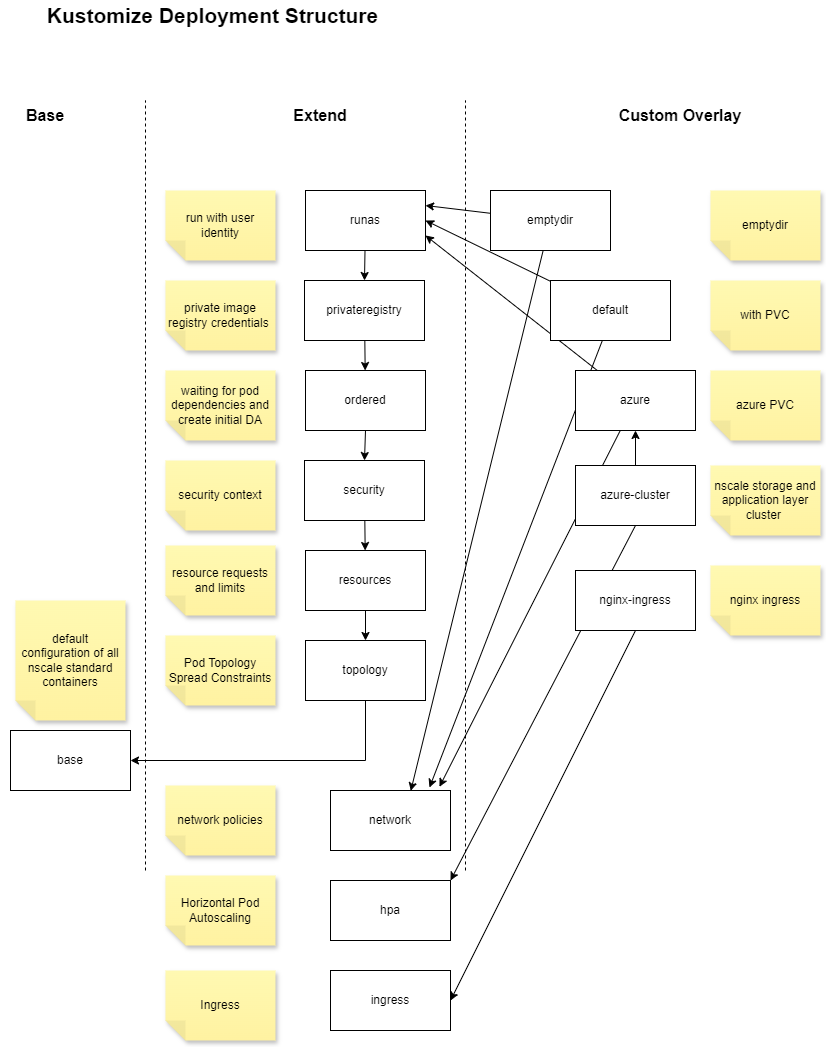 Kustomize Deployment Structure
Base
Extend
Custom Overlay
run with user
identity
runas
emptydir
emptydir
private image
registry credentials
privateregistry
default
with PVC
waiting for pod
dependencies and
create initial DA
ordered
azure
azure PVC
security context
security
azure-cluster
nscale storage and
application layer
cluster
resource requests
and limits
resources
nginx-ingress
nginx ingress
default
configuration of all
nscale standard
containers
Pod Topology
Spread Constraints
topology
base
network policies
network
Horizontal Pod
Autoscaling
hpa
Ingress
ingress